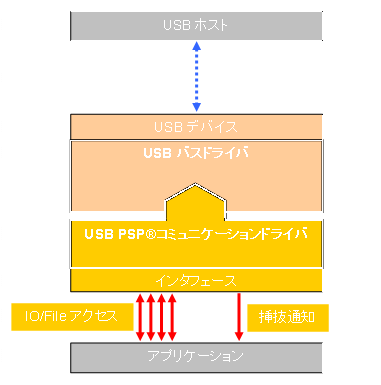 USB ホスト
USB デバイス
USB バスドライバ
USB PSP®コミュニケーションドライバ
インタフェース
IO/File アクセス
挿抜通知
アプリケーション